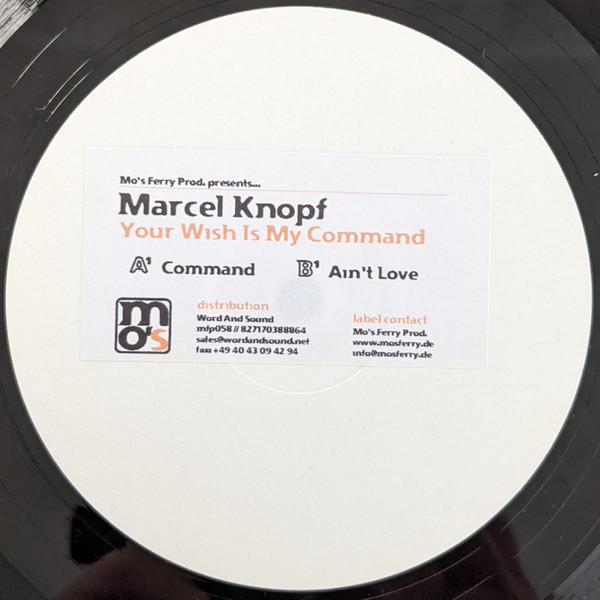 Mo's Ferry Prod. presents...
Marcel Knopf
Your Wish Is My Command
A' Command B' Ain't Love
mo's
distribution
Word And Sound
mfp058 // 827170388864
sales@wordandsound.net
fax: +49 40 43 09 42 94
label contact
Mo's Ferry Prod.
www.mosferry.de
info@mosferry.de